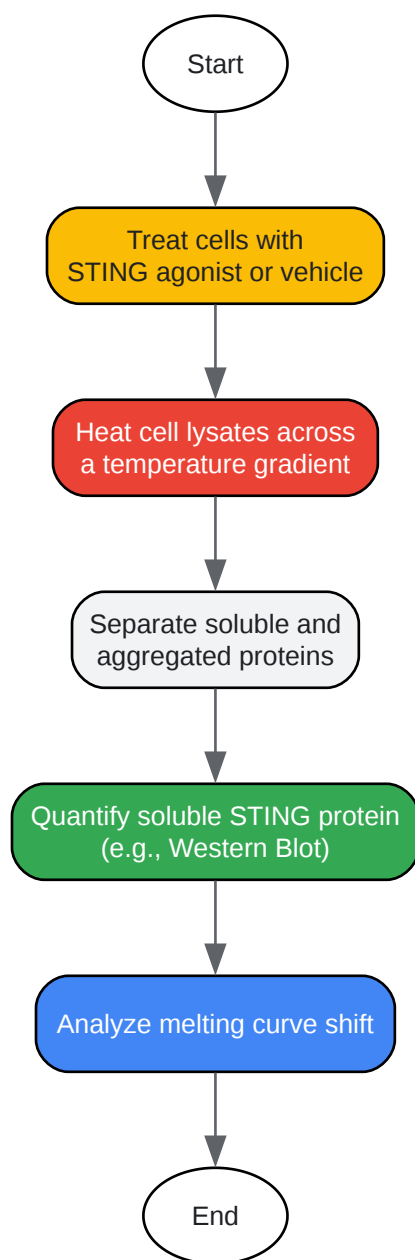 Start
Treat cells with
STING agonist or vehicle
Heat cell lysates across
a temperature gradient
Separate soluble and
aggregated proteins
Quantify soluble STING protein
(e.g., Western Blot)
Analyze melting curve shift
End